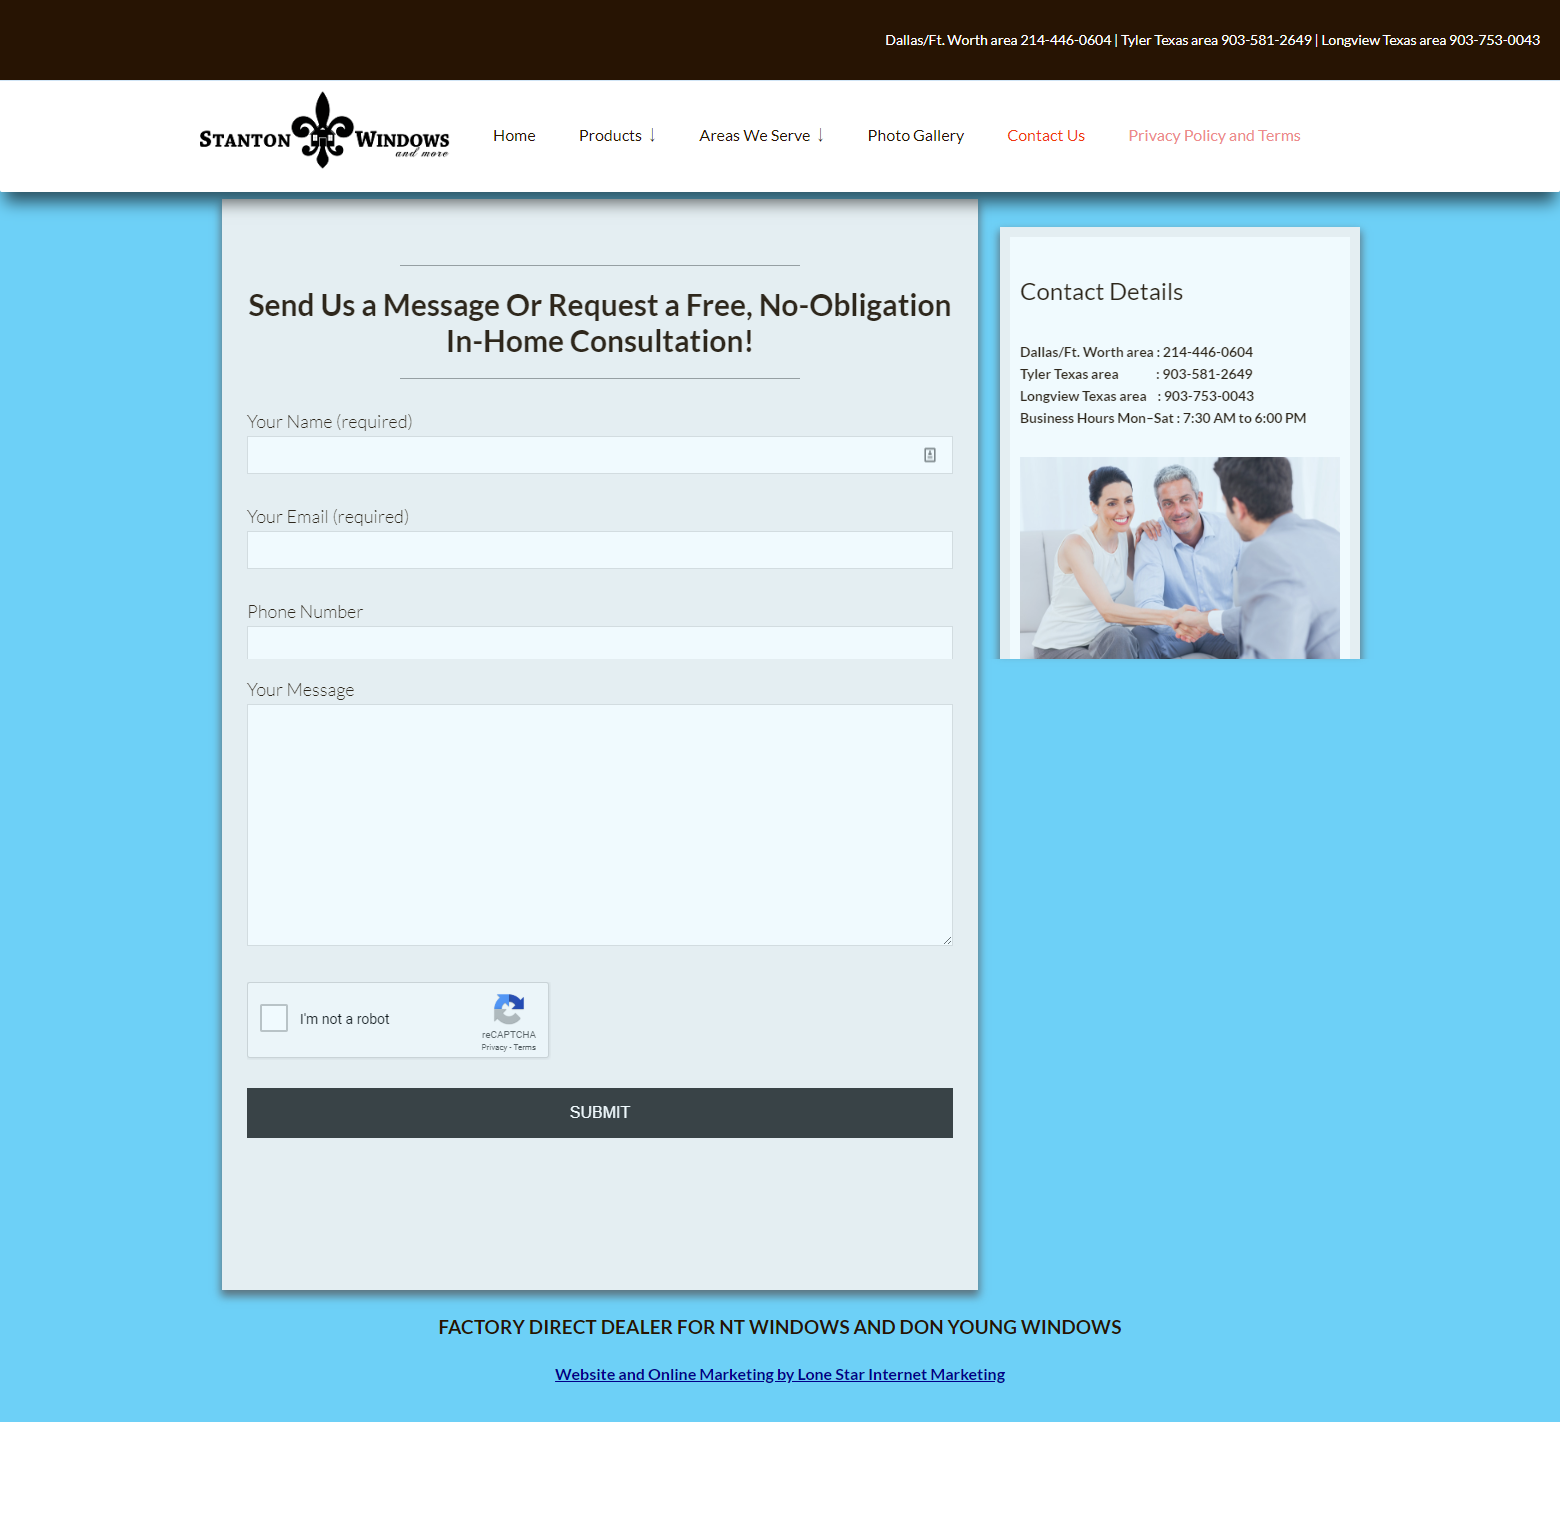 Dallas/Ft. Worth area 214-446-0604 | Tyler Texas area 903-581-2649 | Longview Texas area 903-753-0043
STANTON WINDOWS
and more
Home Products ↓ Areas We Serve ↓ Photo Gallery Contact Us Privacy Policy and Terms
Send Us a Message Or Request a Free, No-Obligation
In-Home Consultation!
Your Name (required)
Your Email (required)
Phone Number
Your Message
I'm not a robot
reCAPTCHA
Privacy - Terms
SUBMIT
Contact Details
Dallas/Ft. Worth area : 214-446-0604
Tyler Texas area : 903-581-2649
Longview Texas area : 903-753-0043
Business Hours Mon–Sat : 7:30 AM to 6:00 PM
FACTORY DIRECT DEALER FOR NT WINDOWS AND DON YOUNG WINDOWS
Website and Online Marketing by Lone Star Internet Marketing